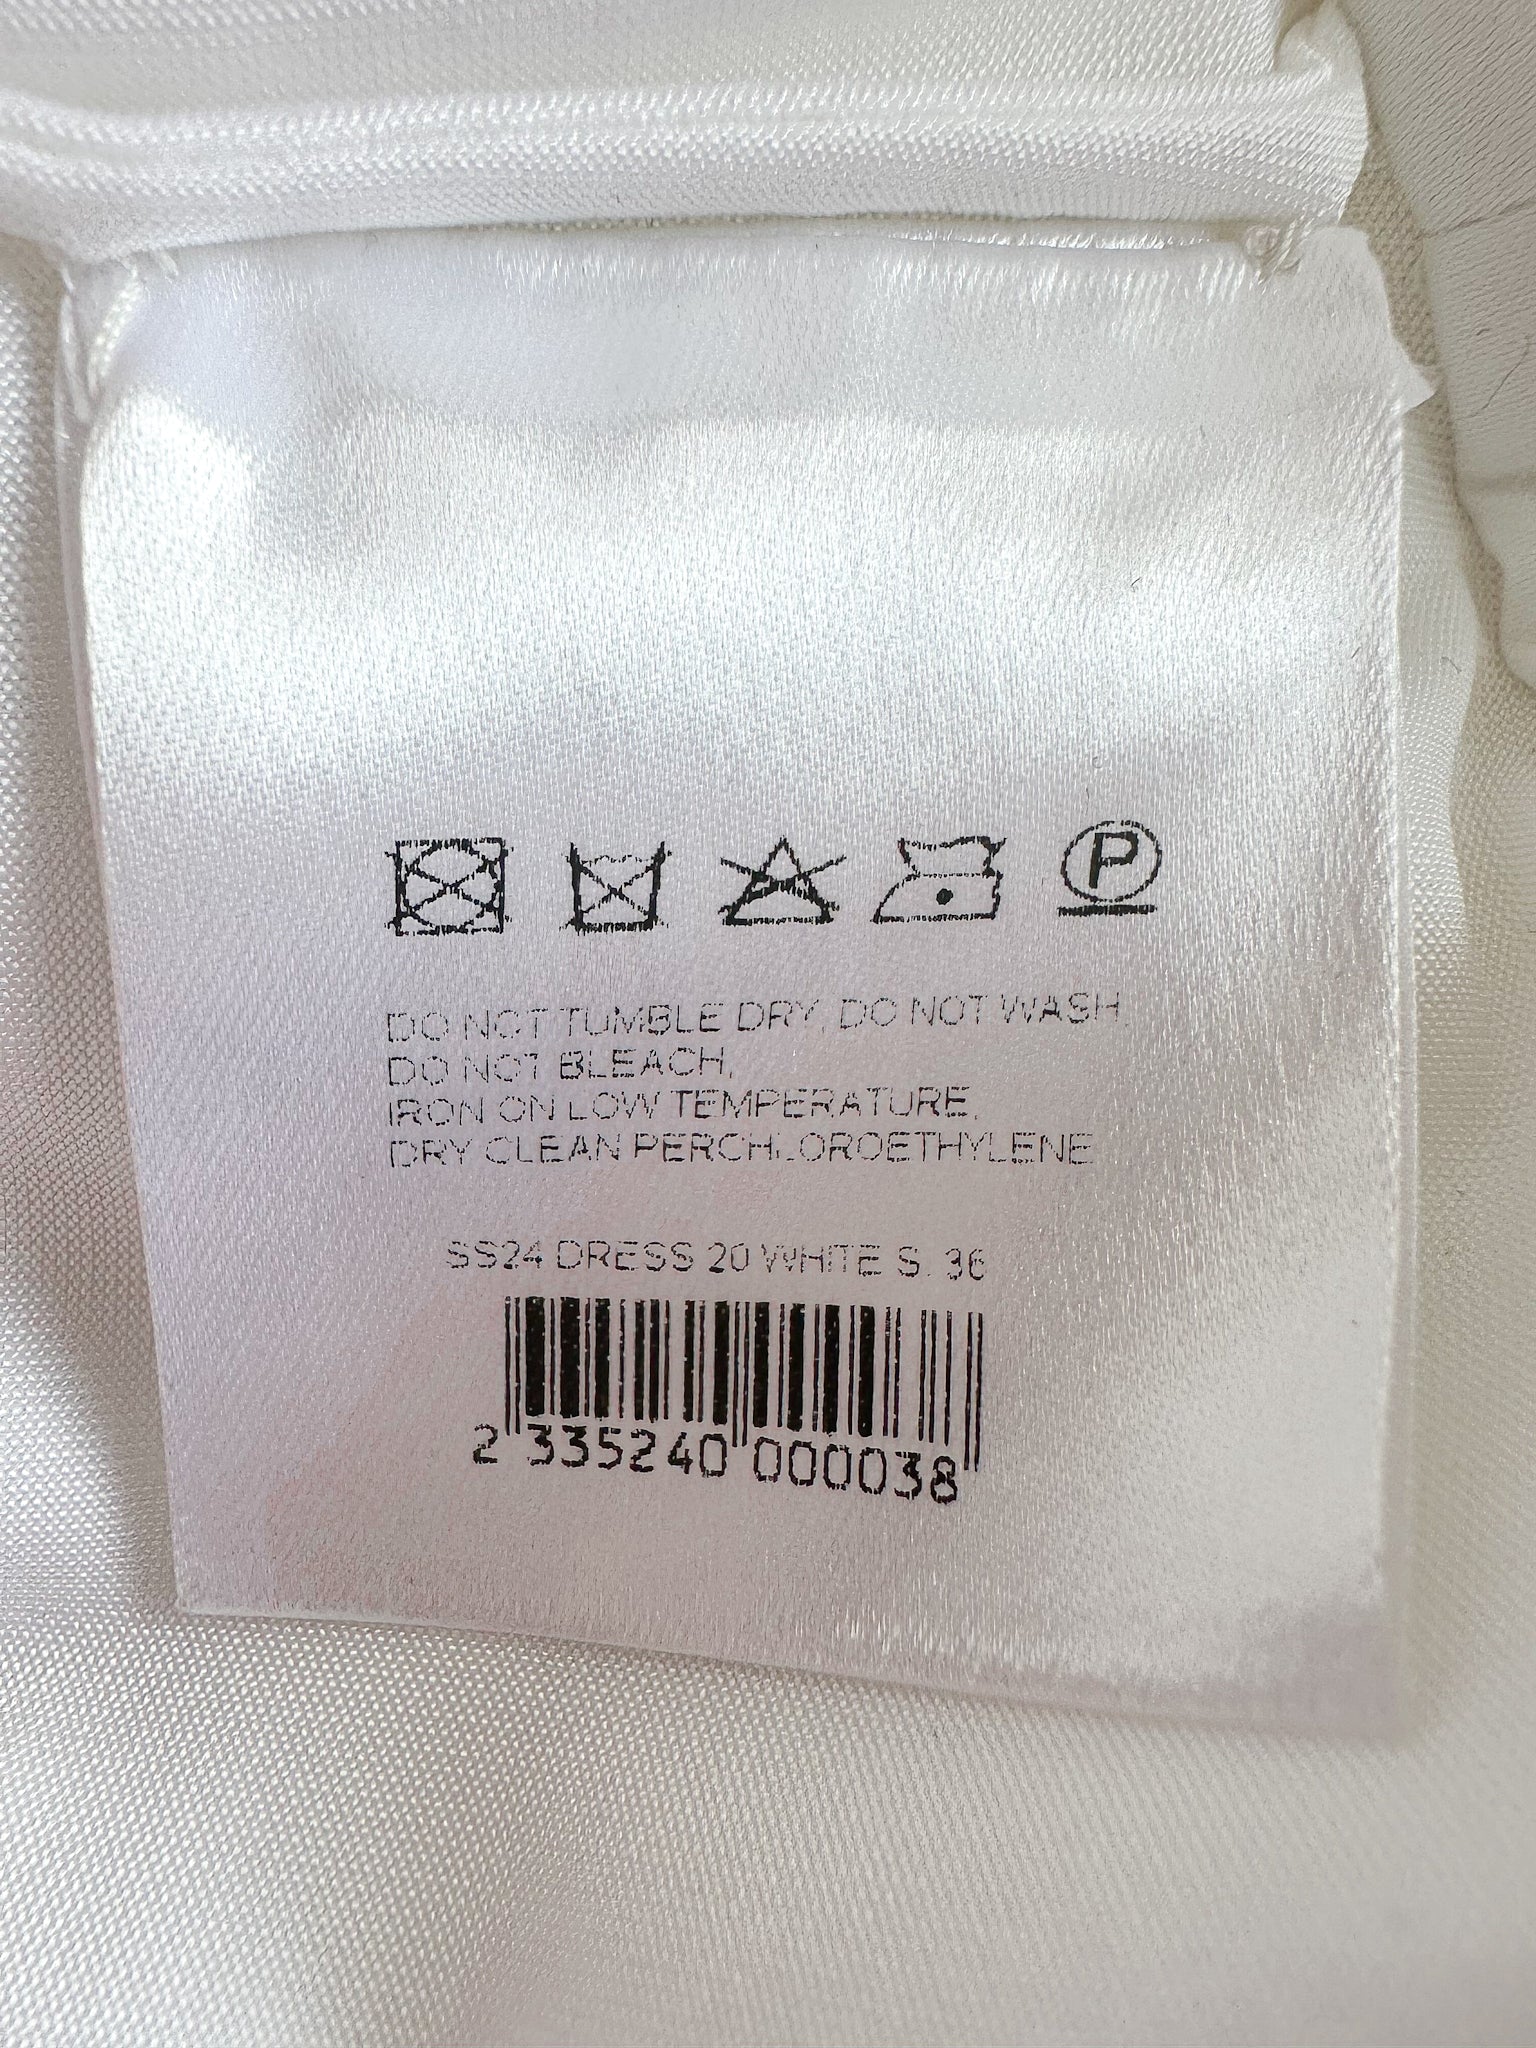 P
DO NOT TUMBLE DRY, DO NOT WASH
DO NOT BLEACH,
IRON ON LOW TEMPERATURE,
DRY CLEAN PERCHLOROETHYLENE
SS24 DRESS 20 WHITE S. 36
2 335240 000038